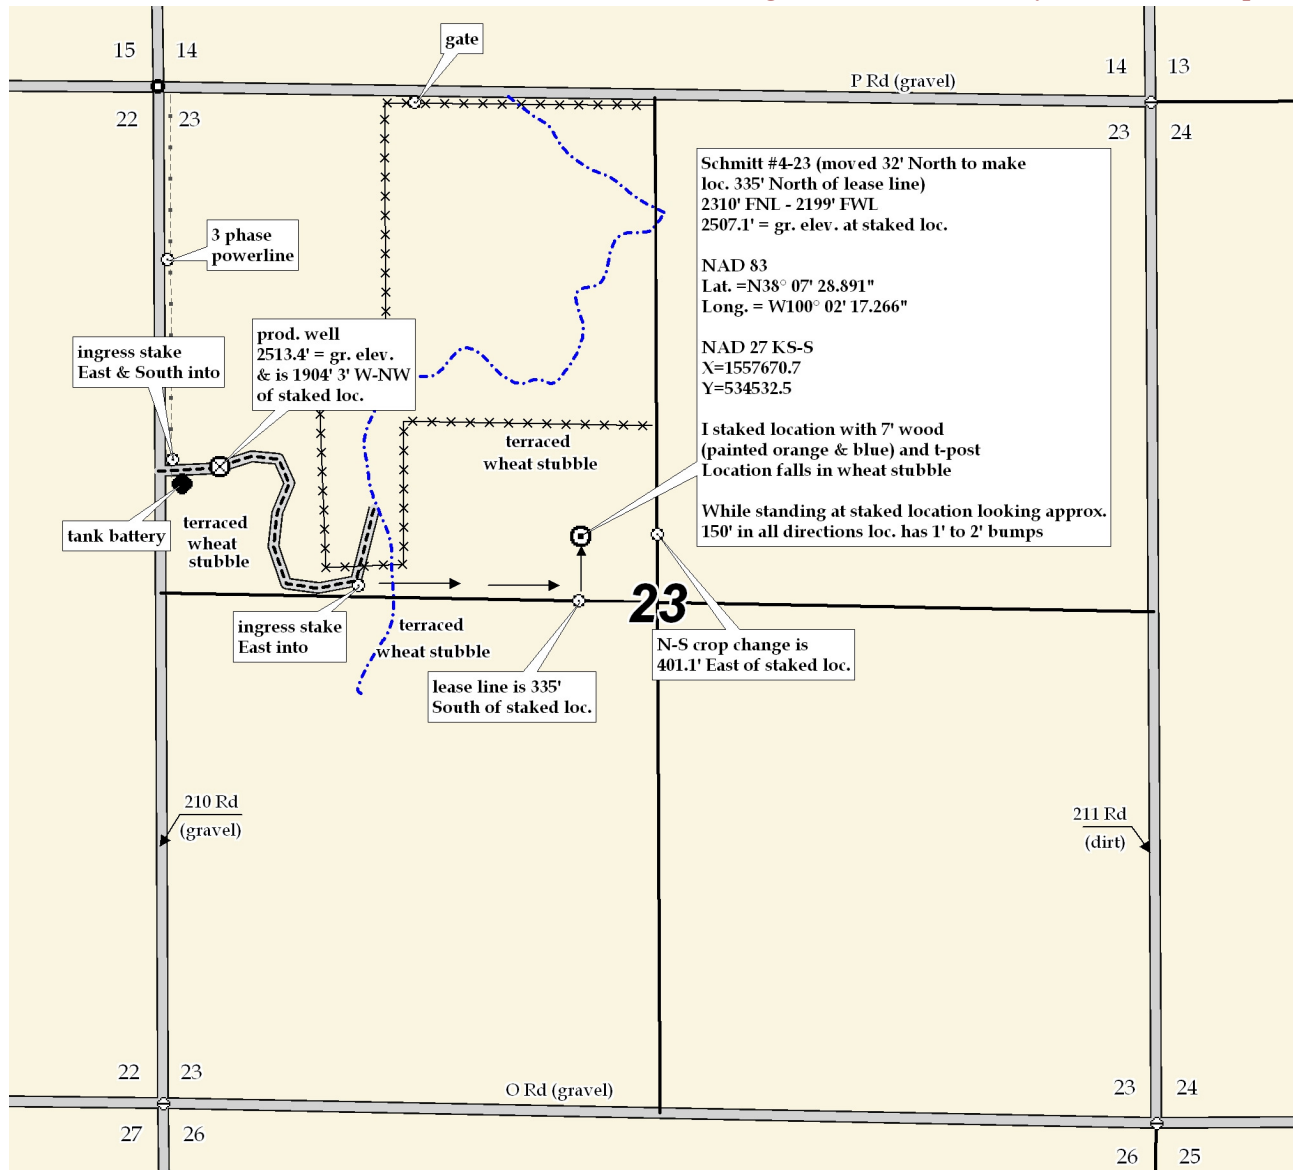 gate
15 14
14 13
P Rd (gravel)
22 23
23 24
Schmitt #4-23 (moved 32' North to make
loc. 335' North of lease line)
2310' FNL - 2199' FWL
2507.1' = gr. elev. at staked loc.
NAD 83
Lat. =N38° 07' 28.891"
Long. = W100° 02' 17.266"
NAD 27 KS-S
X=1557670.7
Y=534532.5
I staked location with 7' wood
(painted orange & blue) and t-post
Location falls in wheat stubble
While standing at staked location looking approx.
150' in all directions loc. has 1' to 2' bumps
3 phase
powerline
prod. well
2513.4' = gr. elev.
& is 1904' 3' W-NW
of staked loc.
ingress stake
East & South into
terraced
wheat stubble
tank battery
terraced
wheat
stubble
23
ingress stake
East into
terraced
wheat stubble
N-S crop change is
401.1' East of staked loc.
lease line is 335'
South of staked loc.
210 Rd
(gravel)
211 Rd
(dirt)
22 23
O Rd (gravel)
23 24
27 26
26 25